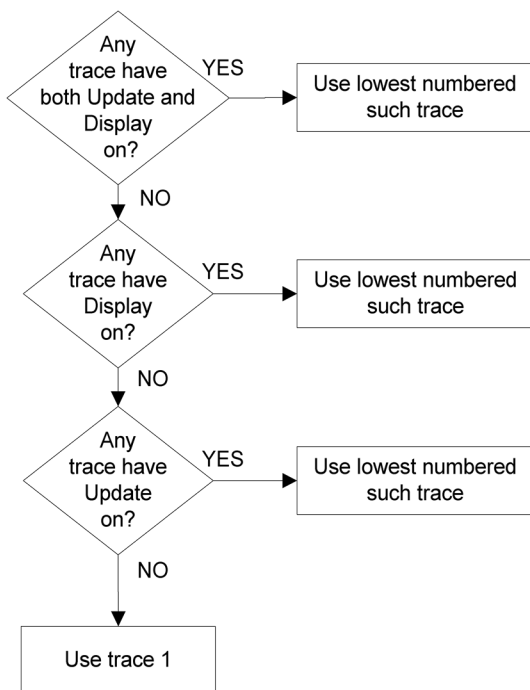 Any
trace have
both Update and
Display
on?
YES
Use lowest numbered
such trace
NO
Any
trace have
Display
on?
YES
Use lowest numbered
such trace
NO
Any
trace have
Update
on?
YES
Use lowest numbered
such trace
NO
Use trace 1